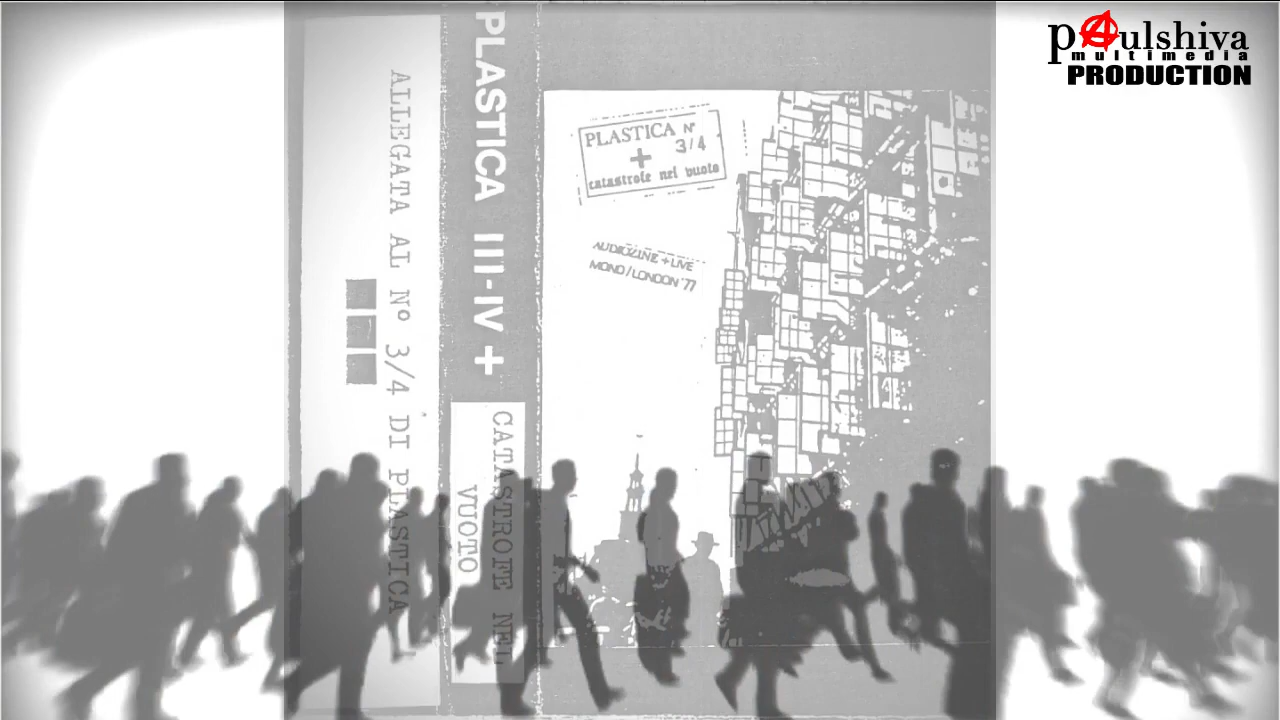 pAulshiva
multimedia
PRODUCTION
ALLEGATA AL Nº 3/4 DI PLASTICA
PLASTICA III-IV +
CATASTROFE NEL
VUOTO
PLASTICA Nº
3/4
+
catastrofe nel vuoto
AUDIOZINE + LIVE
MONO/LONDON '77